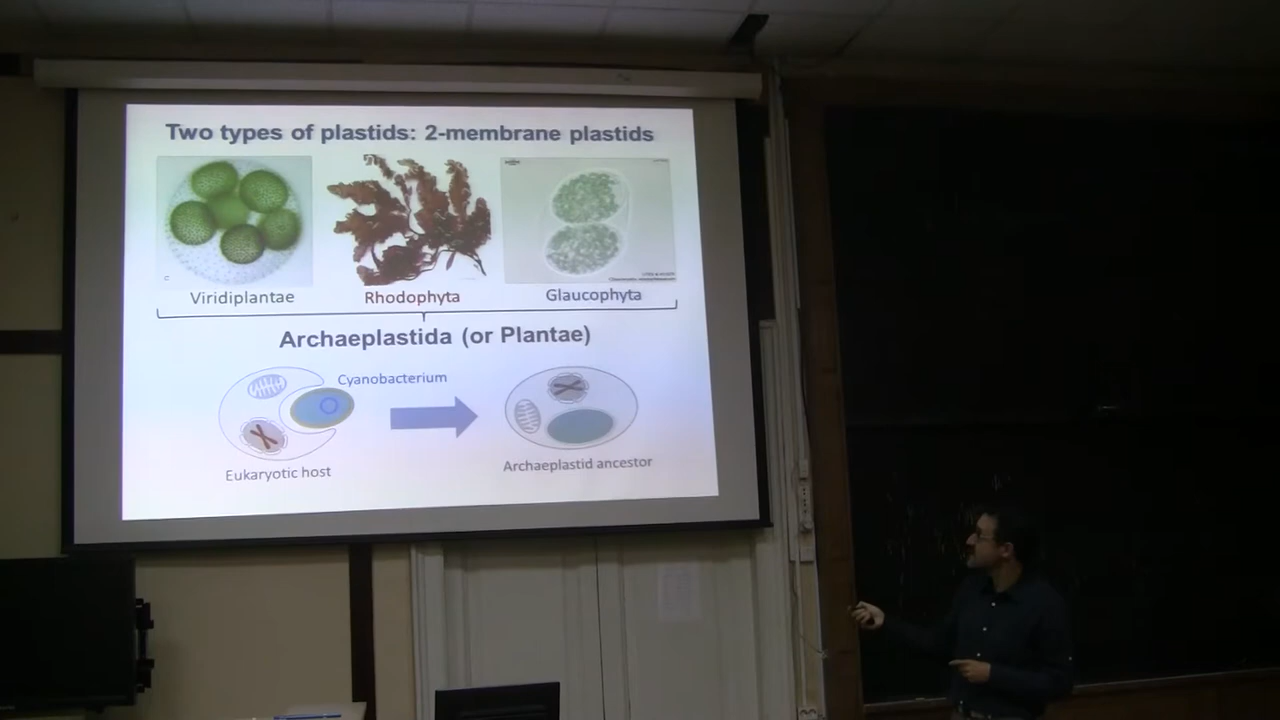 Two types of plastids: 2-membrane plastids
Viridiplantae
Rhodophyta
Glaucophyta
Archaeplastida (or Plantae)
Cyanobacterium
Eukaryotic host
Archaeplastid ancestor